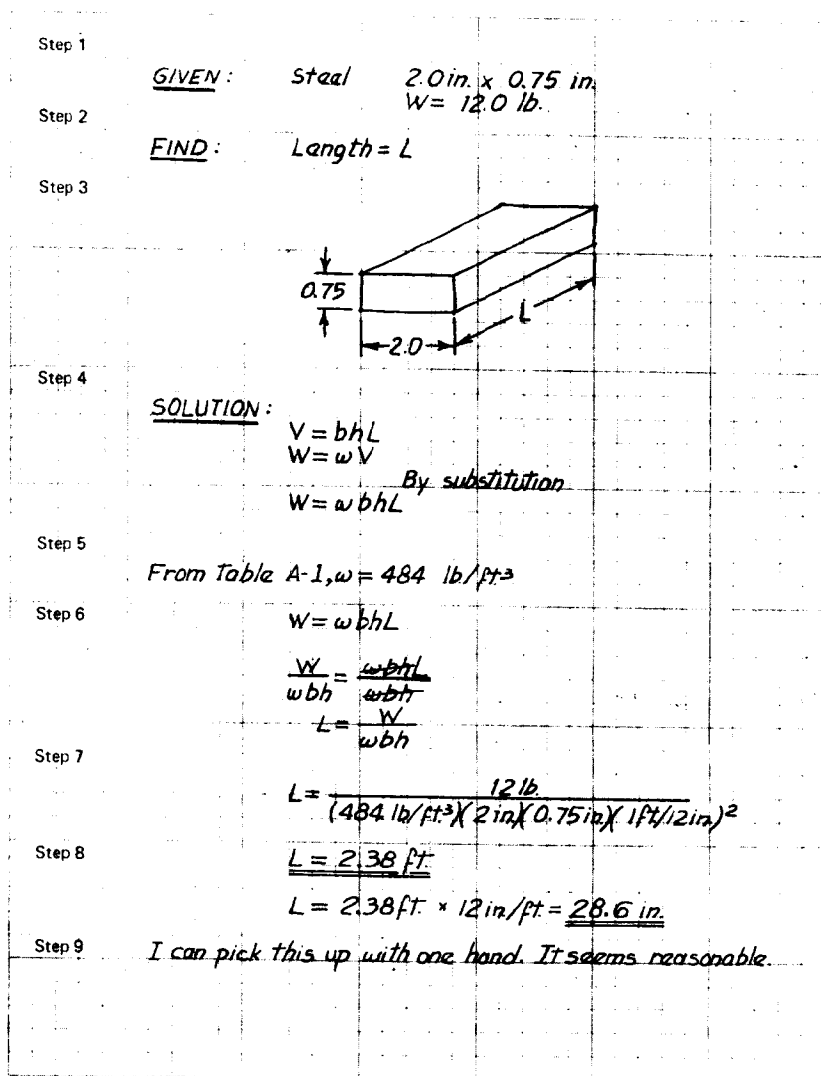 Step 1
GIVEN: Steel 2.0 in. x 0.75 in.
W = 12.0 lb.
Step 2
FIND: Length = L
Step 3
0.75
L
2.0
Step 4
SOLUTION:
V = bhL
W = ωV
By substitution
W = ωbhL
Step 5
From Table A-1, ω = 484 lb/ft³
Step 6
W = ωbhL
W/ωbh = ωbhL/ωbh
L = W/ωbh
Step 7
L = 12 lb./(484 lb/ft³)(2 in)(0.75 in)(1ft/12 in.)²
Step 8
L = 2.38 ft.
L = 2.38 ft. × 12 in/ft. = 28.6 in.
Step 9
I can pick this up with one hand. It seems reasonable.